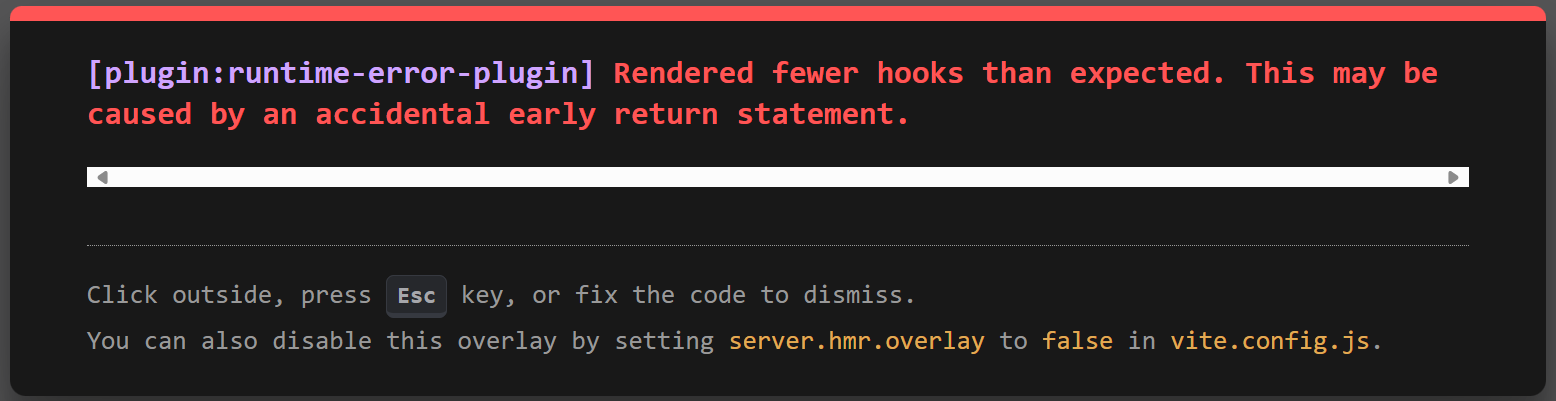 [plugin:runtime-error-plugin] Rendered fewer hooks than expected. This may be
caused by an accidental early return statement.
Click outside, press Esc key, or fix the code to dismiss.
You can also disable this overlay by setting server.hmr.overlay to false in vite.config.js.